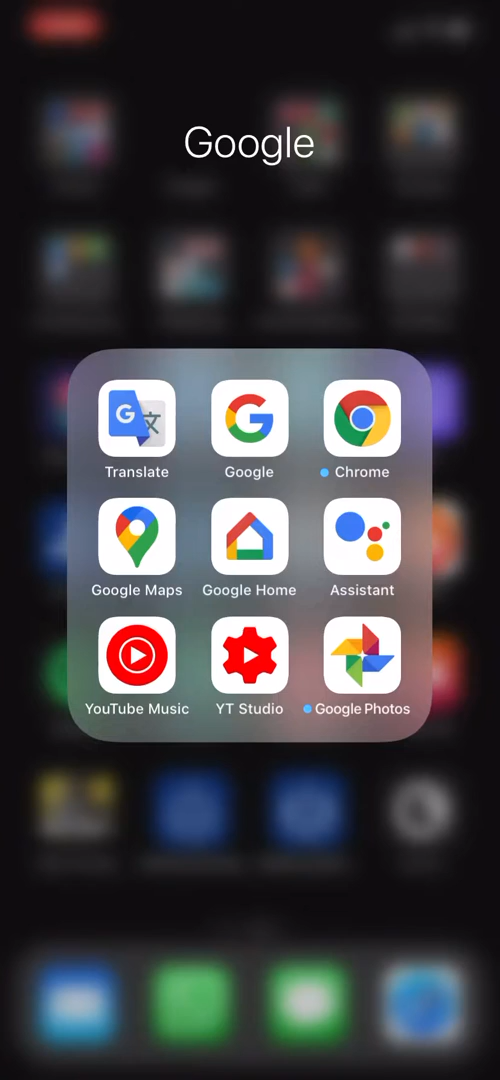 Google
Translate
Google
Chrome
Google Maps
Google Home
Assistant
YouTube Music
YT Studio
Google Photos